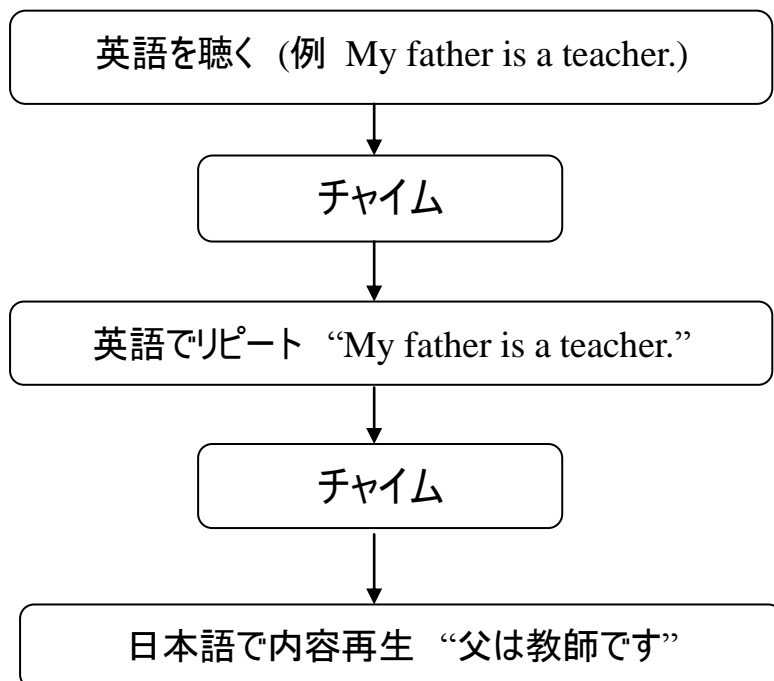 英語を聴く (例 My father is a teacher.)
チャイム
英語でリピート “My father is a teacher.”
チャイム
日本語で内容再生 “父は教師です”